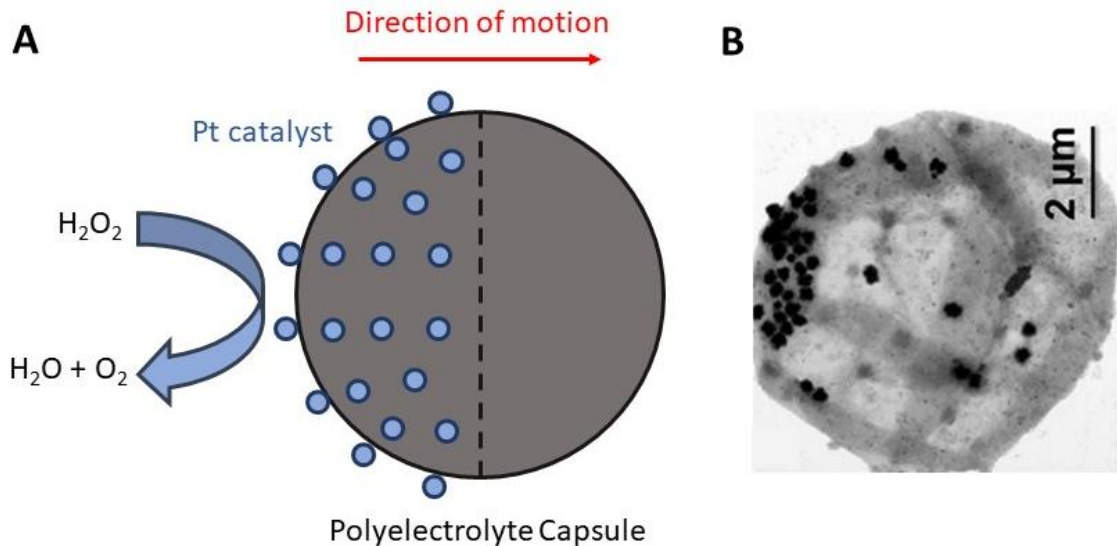 A
Direction of motion
B
Pt catalyst
H₂O₂
H₂O + O₂
Polyelectrolyte Capsule
2 µm